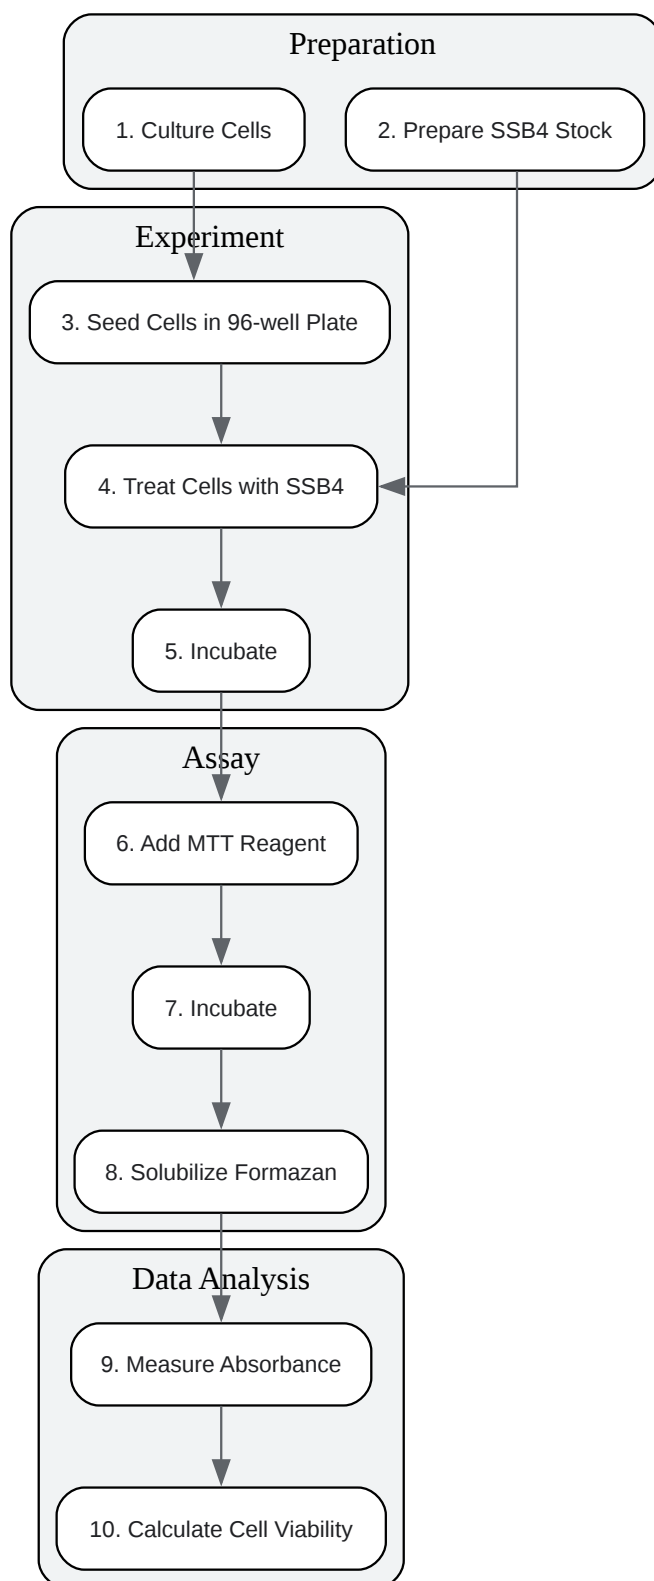 Preparation
1. Culture Cells
2. Prepare SSB4 Stock
Experiment
3. Seed Cells in 96-well Plate
4. Treat Cells with SSB4
5. Incubate
Assay
6. Add MTT Reagent
7. Incubate
8. Solubilize Formazan
Data Analysis
9. Measure Absorbance
10. Calculate Cell Viability